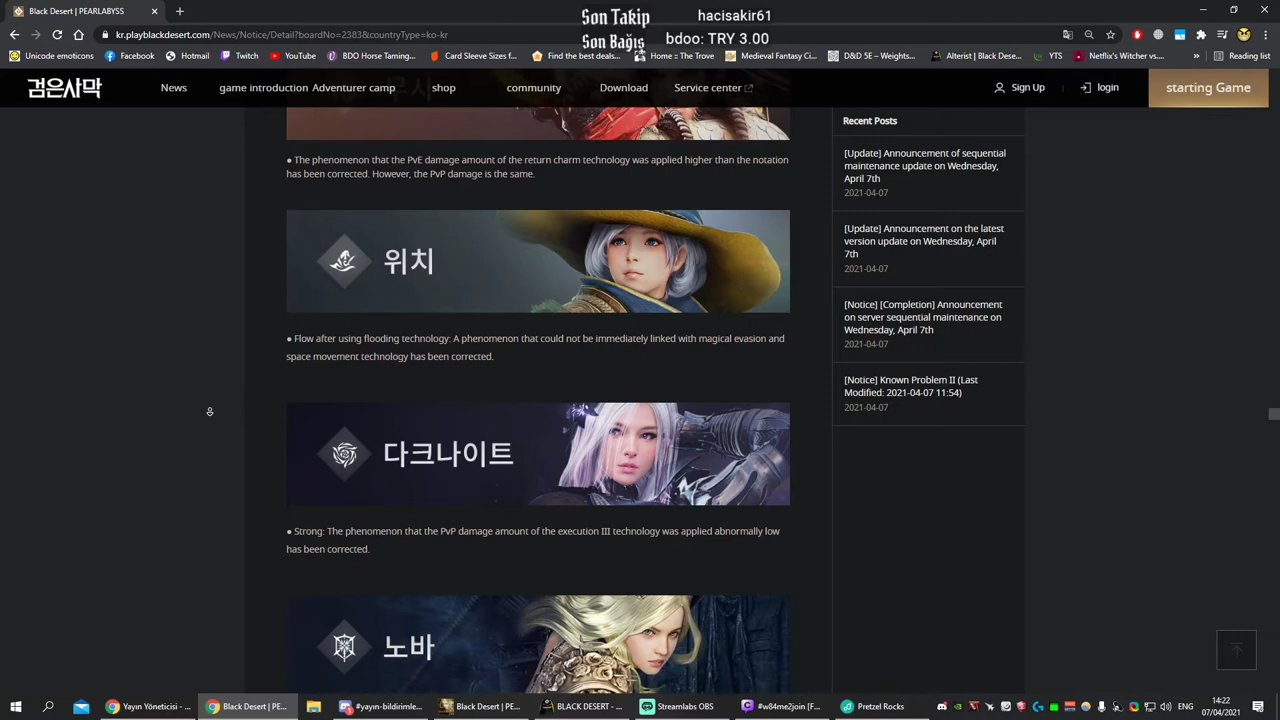 Black Desert | PEARLABYSS
Son Takip
hacisakir61
Son Bağış
bdoo: TRY 3.00
kr.playblackdesert.com/News/Notice/Detail?boardNo=2383&countryType=ko-kr
Unicode emoticons
Facebook
Hotmail
Twitter
YouTube
BDO Horse Taming...
Card Sleeve Sizes f...
Find the best deals...
Home :: The Trove
Medieval Fantasy Ci...
D&D 5E – Weapons...
Alterist | Black Dese...
YTS
Netflix's Witcher vs...
Reading list
검은사막
News
game introduction
Adventurer camp
shop
community
Download
Service center
Sign Up
login
starting Game
● The phenomenon that the PvE damage amount of the return charm technology was applied higher than the notation
has been corrected. However, the PvP damage is the same.
위치
● Flow after using flooding technology: A phenomenon that could not be immediately linked with magical evasion and
space movement technology has been corrected.
다크나이트
● Strong: The phenomenon that the PvP damage amount of the execution III technology was applied abnormally low
has been corrected.
노바
Recent Posts
[Update] Announcement of sequential
maintenance update on Wednesday,
April 7th
2021-04-07
[Update] Announcement on the latest
version update on Wednesday, April
7th
2021-04-07
[Notice] [Completion] Announcement
on server sequential maintenance on
Wednesday, April 7th
2021-04-07
[Notice] Known Problem II (Last
Modified: 2021-04-07 11:54)
2021-04-07
Yayın Yöneticisi - ...
Black Desert | PE...
#yayın-bildirimle...
Black Desert | PE...
BLACK DESERT - ...
Streamlabs OBS
#w84me2join [F...
Pretzel Rocks
14:22
07/04/2021